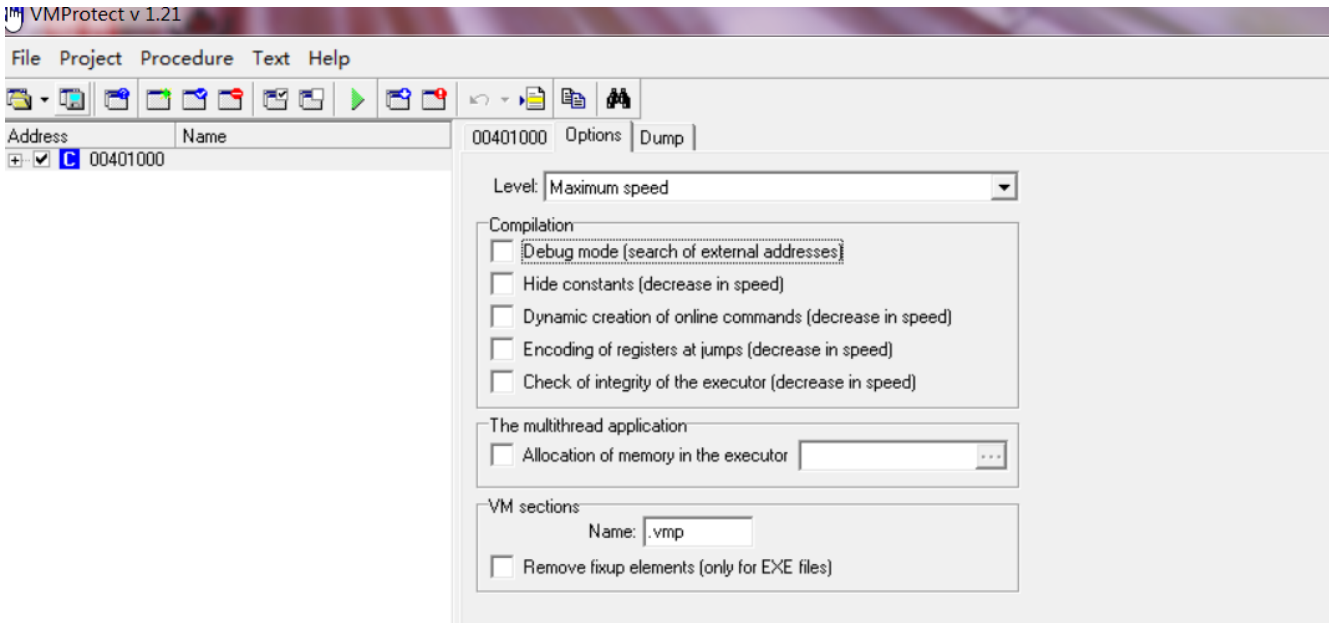 VMProtect v 1.21
File Project Procedure Text Help
Address Name
00401000 Options Dump
C 00401000
Level: Maximum speed
Compilation
Debug mode (search of external addresses)
Hide constants (decrease in speed)
Dynamic creation of online commands (decrease in speed)
Encoding of registers at jumps (decrease in speed)
Check of integrity of the executor (decrease in speed)
The multithread application
Allocation of memory in the executor ...
VM sections
Name: .vmp
Remove fixup elements (only for EXE files)